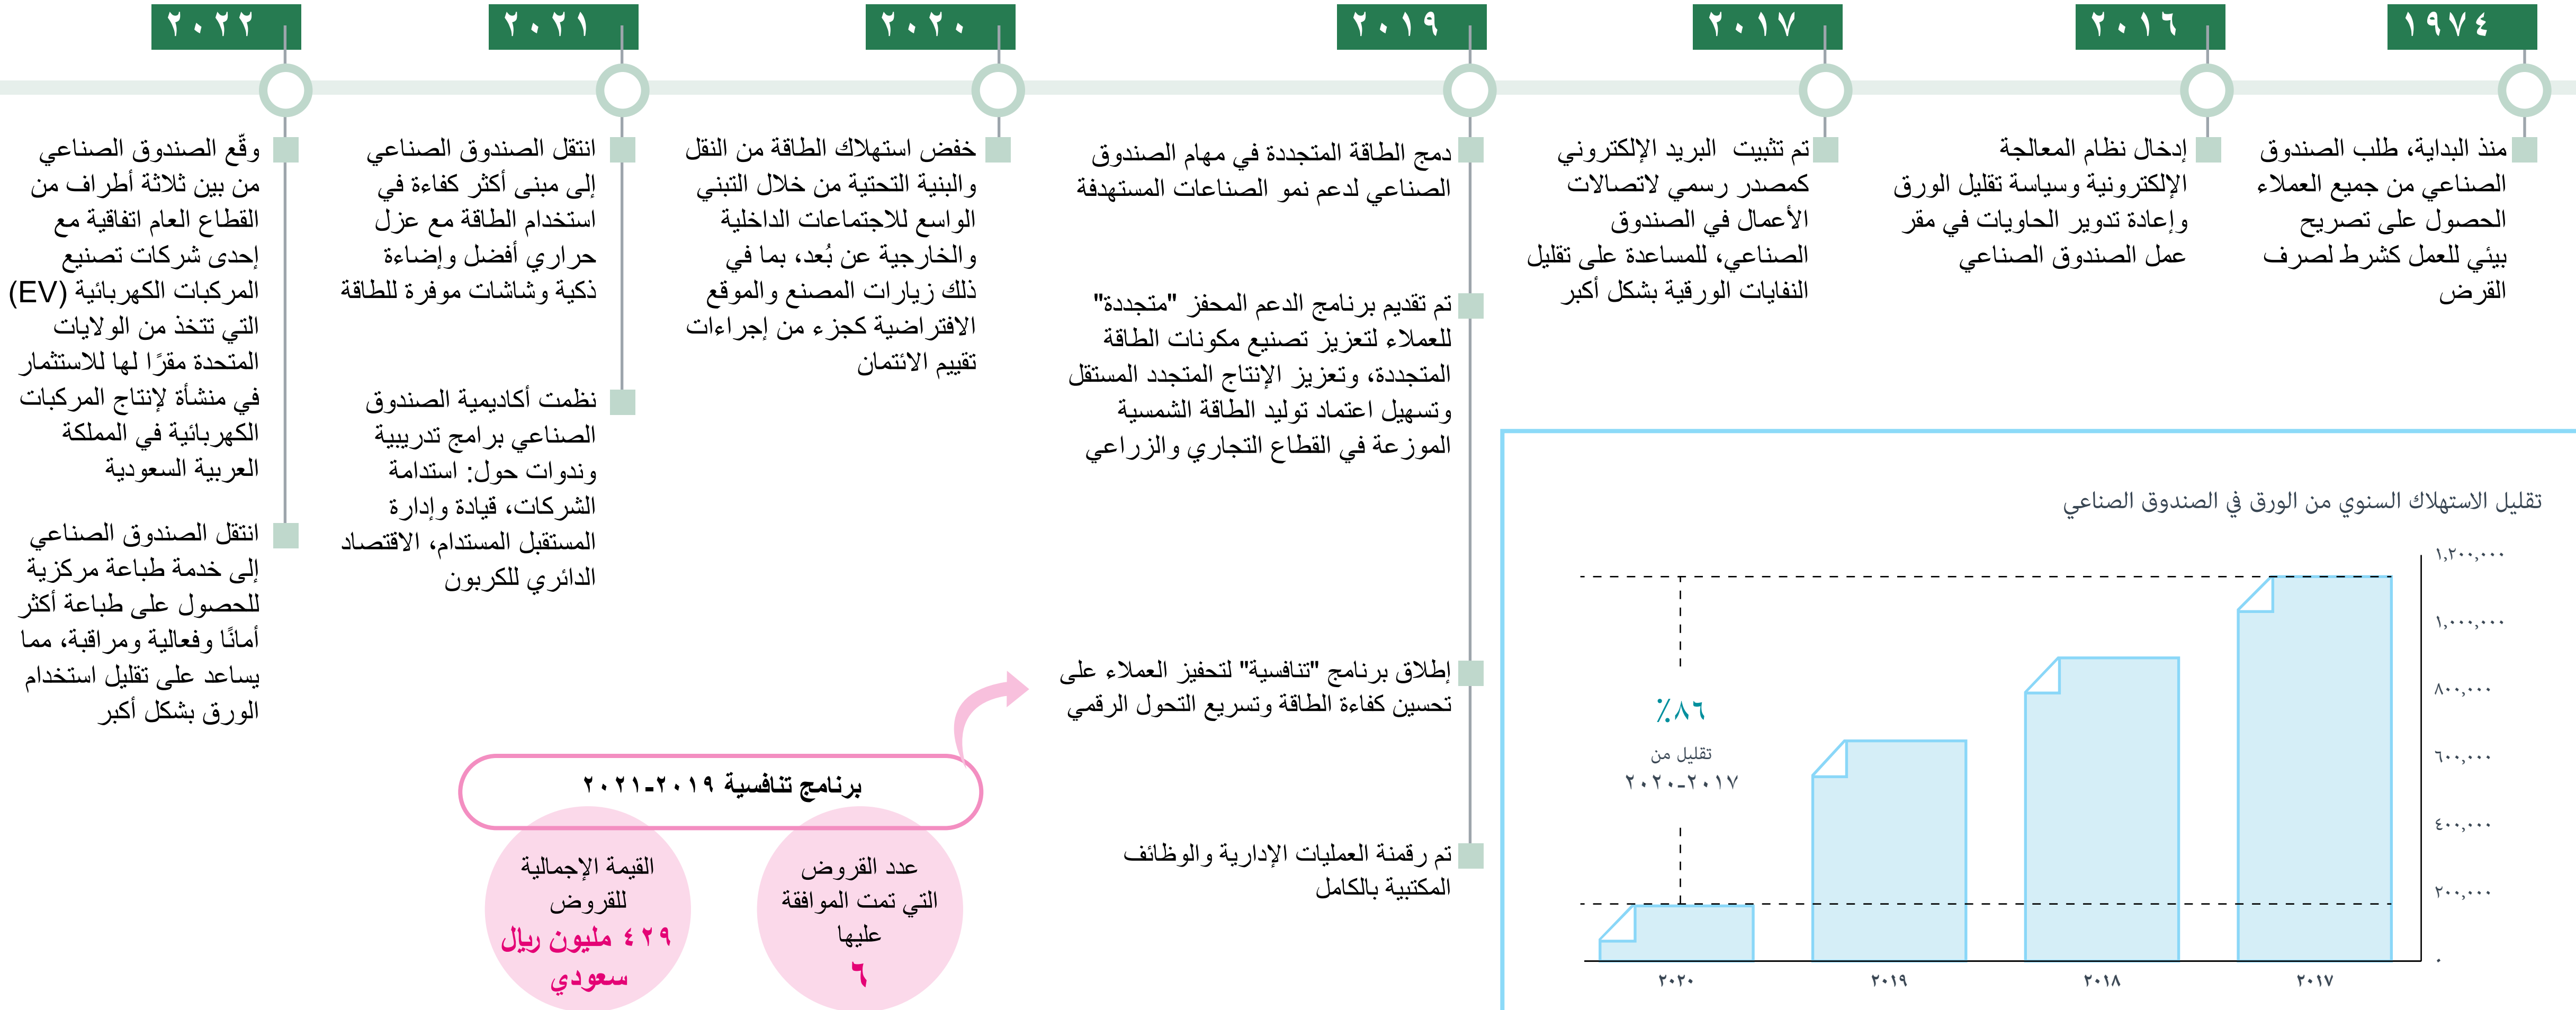 ١٩٧٤
منذ البداية، طلب الصندوق
الصناعي من جميع العملاء
الحصول على تصريح
بيئي للعمل كشرط لصرف
القرض
٢٠١٦
إدخال نظام المعالجة
الإلكترونية وسياسة تقليل الورق
وإعادة تدوير الحاويات في مقر
عمل الصندوق الصناعي
٢٠١٧
تم تثبيت البريد الإلكتروني
كمصدر رسمي لاتصالات
الأعمال في الصندوق
الصناعي، للمساعدة على تقليل
النفايات الورقية بشكل أكبر
٢٠١٩
دمج الطاقة المتجددة في مهام الصندوق
الصناعي لدعم نمو الصناعات المستهدفة
تم تقديم برنامج الدعم المحفز "متجددة"
للعملاء لتعزيز تصنيع مكونات الطاقة
المتجددة، وتعزيز الإنتاج المتجدد المستقل
وتسهيل اعتماد توليد الطاقة الشمسية
الموزعة في القطاع التجاري والزراعي
إطلاق برنامج "تنافسية" لتحفيز العملاء على
تحسين كفاءة الطاقة وتسريع التحول الرقمي
تم رقمنة العمليات الإدارية والوظائف
المكتبية بالكامل
٢٠٢٠
خفض استهلاك الطاقة من النقل
والبنية التحتية من خلال التبني
الواسع للاجتماعات الداخلية
والخارجية عن بُعد، بما في
ذلك زيارات المصنع والموقع
الافتراضية كجزء من إجراءات
تقييم الائتمان
٢٠٢١
انتقل الصندوق الصناعي
إلى مبنى أكثر كفاءة في
استخدام الطاقة مع عزل
حراري أفضل وإضاءة
ذكية وشاشات موفرة للطاقة
نظمت أكاديمية الصندوق
الصناعي برامج تدريبية
وندوات حول: استدامة
الشركات، قيادة وإدارة
المستقبل المستدام، الاقتصاد
الدائري للكربون
٢٠٢٢
وقّع الصندوق الصناعي
من بين ثلاثة أطراف من
القطاع العام اتفاقية مع
إحدى شركات تصنيع
المركبات الكهربائية (EV)
التي تتخذ من الولايات
المتحدة مقرًا لها للاستثمار
في منشأة لإنتاج المركبات
الكهربائية في المملكة
العربية السعودية
انتقل الصندوق الصناعي
إلى خدمة طباعة مركزية
للحصول على طباعة أكثر
أمانًا وفعالية ومراقبة، مما
يساعد على تقليل استخدام
الورق بشكل أكبر
برنامج تنافسية ٢٠١٩-٢٠٢١
عدد القروض
التي تمت الموافقة
عليها
٦
القيمة الإجمالية
للقروض
٤٢٩ مليون ريال
سعودي
تقليل الاستهلاك السنوي من الورق في الصندوق الصناعي
١,٢٠٠,٠٠٠
١,٠٠٠,٠٠٠
٨٠٠,٠٠٠
٦٠٠,٠٠٠
٤٠٠,٠٠٠
٢٠٠,٠٠٠
٠
٪٨٦
تقليل من
٢٠١٧-٢٠٢٠
٢٠١٧
٢٠١٨
٢٠١٩
٢٠٢٠